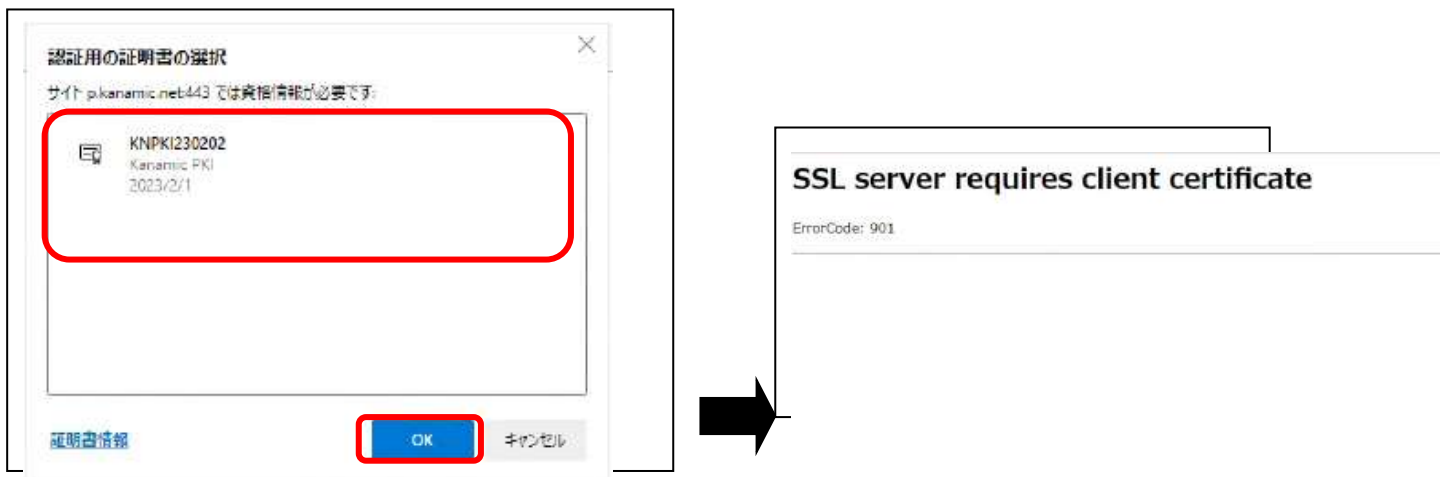 認証用の証明書の選択
サイト p.kanamic.net:443 では資格情報が必要です:
KNPKI230202
Kanamic PKI
2023/2/1
証明書情報
OK
キャンセル
SSL server requires client certificate
ErrorCode: 901